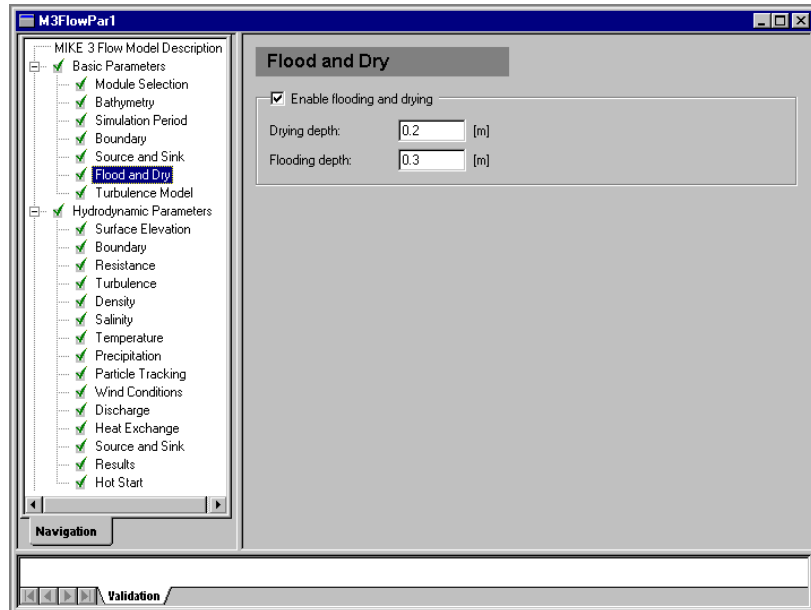 M3FlowPar1
MIKE 3 Flow Model Description
Basic Parameters
Module Selection
Bathymetry
Simulation Period
Boundary
Source and Sink
Flood and Dry
Turbulence Model
Hydrodynamic Parameters
Surface Elevation
Boundary
Resistance
Turbulence
Density
Salinity
Temperature
Precipitation
Particle Tracking
Wind Conditions
Discharge
Heat Exchange
Source and Sink
Results
Hot Start
Navigation
Flood and Dry
Enable flooding and drying
Drying depth: 0.2 [m]
Flooding depth: 0.3 [m]
Validation